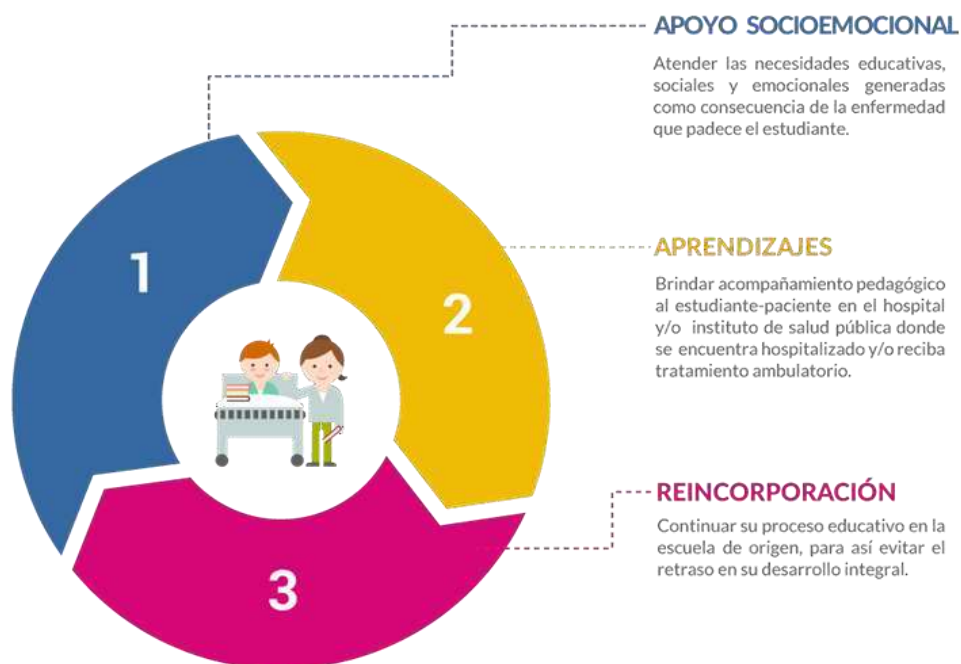 APOYO SOCIOEMOCIONAL
Atender las necesidades educativas,
sociales y emocionales generadas
como consecuencia de la enfermedad
que padece el estudiante.
1
APRENDIZAJES
Brindar acompañamiento pedagógico
al estudiante-paciente en el hospital
y/o instituto de salud pública donde
se encuentra hospitalizado y/o reciba
tratamiento ambulatorio.
2
REINCORPORACIÓN
Continuar su proceso educativo en la
escuela de origen, para así evitar el
retraso en su desarrollo integral.
3